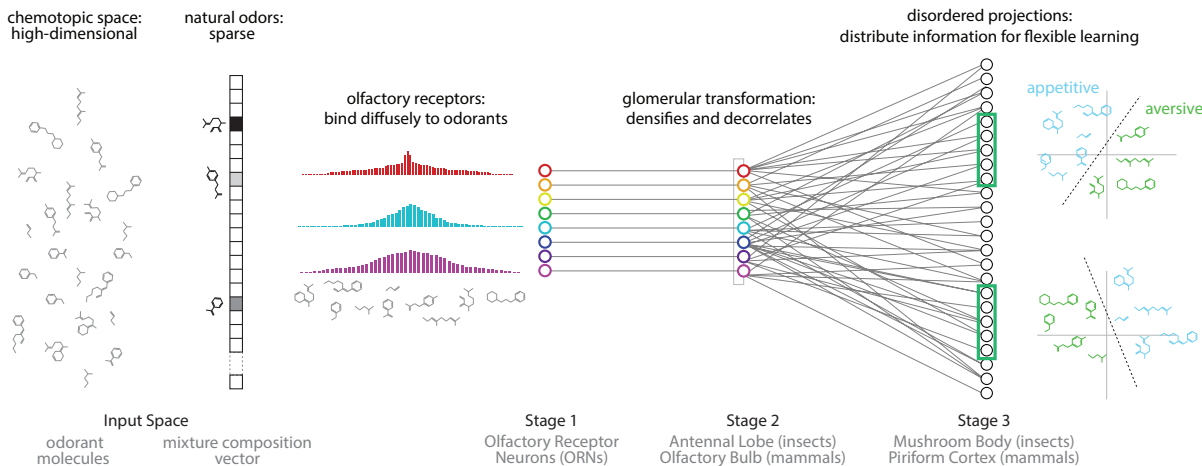 chemotopic space:
high-dimensional
natural odors:
sparse
olfactory receptors:
bind diffusely to odorants
glomerular transformation:
densifies and decorrelates
disordered projections:
distribute information for flexible learning
appetitive
aversive
Input Space
odorant
molecules
mixture composition
vector
Stage 1
Olfactory Receptor
Neurons (ORNs)
Stage 2
Antennal Lobe (insects)
Olfactory Bulb (mammals)
Stage 3
Mushroom Body (insects)
Piriform Cortex (mammals)